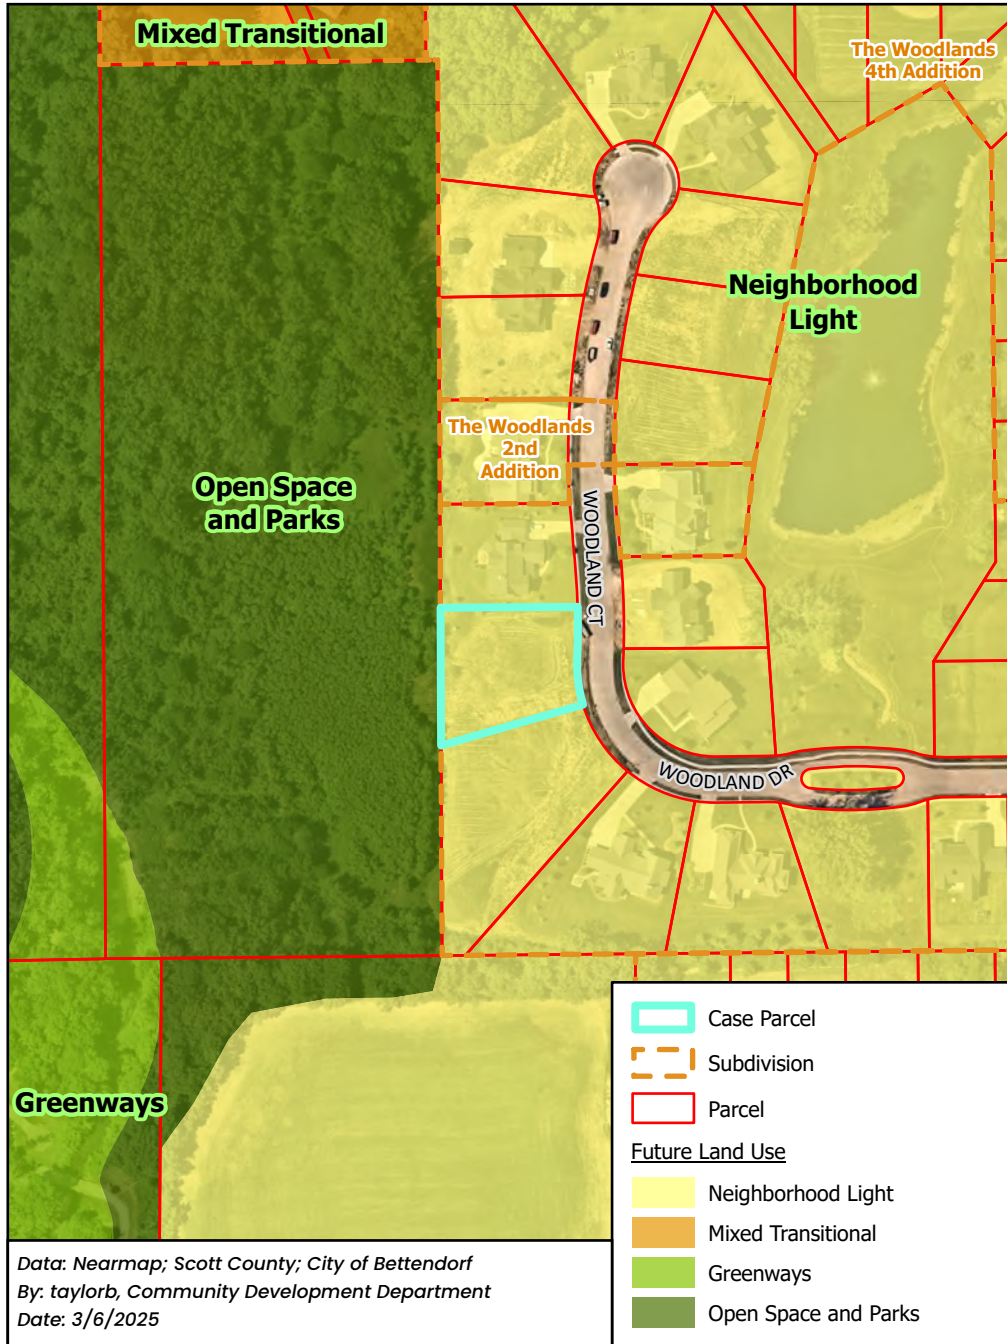 Mixed Transitional
The Woodlands
4th Addition
Neighborhood
Light
The Woodlands
2nd
Addition
Open Space
and Parks
WOODLAND CT
WOODLAND DR
Greenways
Case Parcel
Subdivision
Parcel
Future Land Use
Neighborhood Light
Mixed Transitional
Greenways
Open Space and Parks
Data: Nearmap; Scott County; City of Bettendorf
By: taylorb, Community Development Department
Date: 3/6/2025